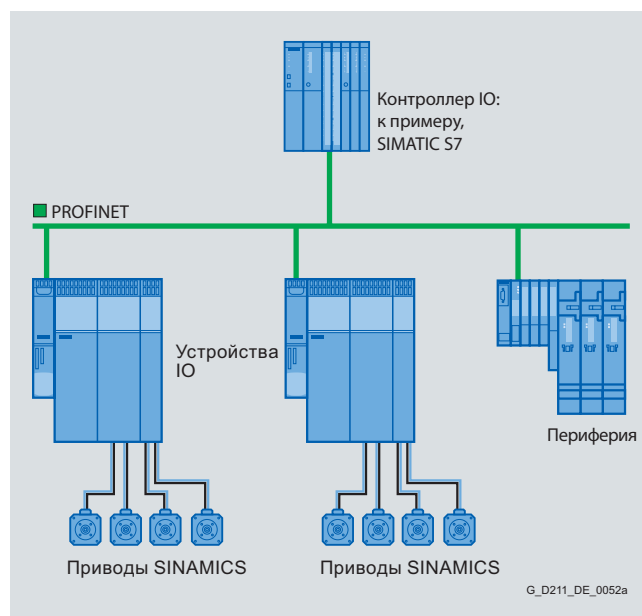 Контроллер IO:
к примеру,
SIMATIC S7
PROFINET
Устройства
IO
Периферия
Приводы SINAMICS
Приводы SINAMICS
G_D211_DE_0052a